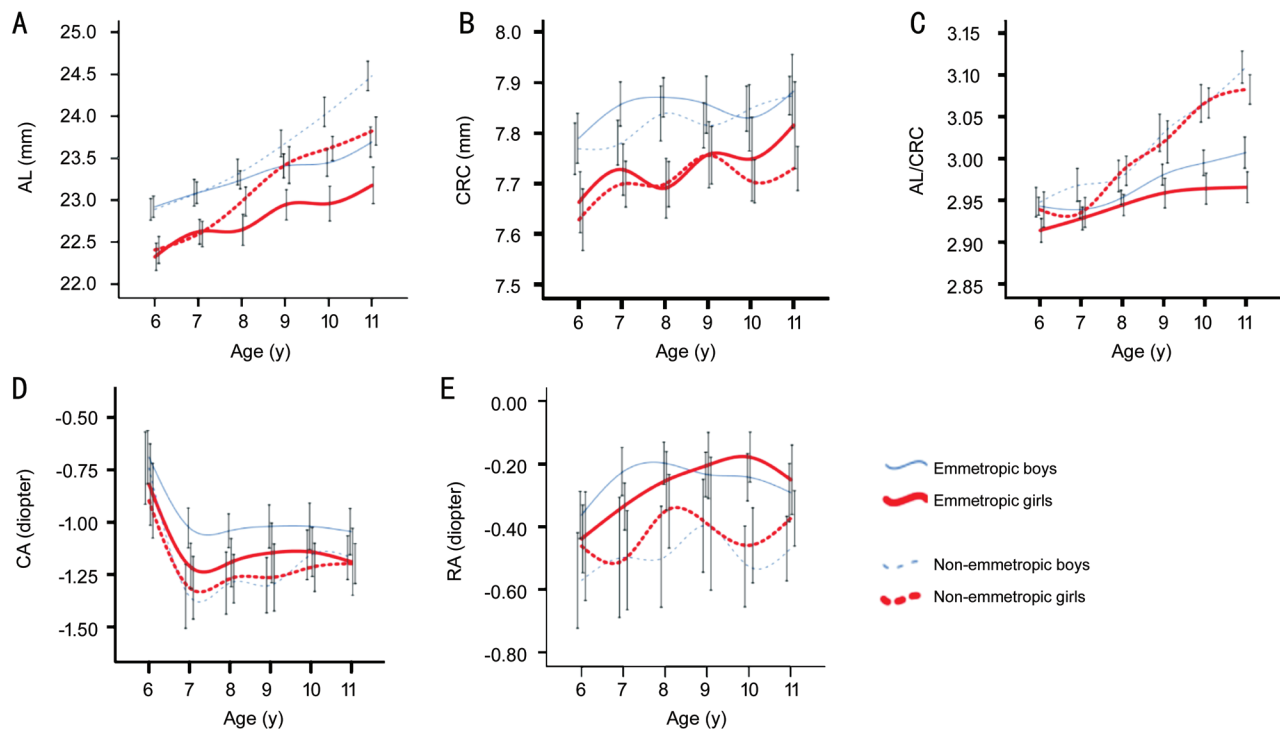 A
AL (mm)
25.0
24.5
24.0
23.5
23.0
22.5
22.0
6 7 8 9 10 11
Age (y)
B
CRC (mm)
8.0
7.9
7.8
7.7
7.6
7.5
6 7 8 9 10 11
Age (y)
C
AL/CRC
3.15
3.10
3.05
3.00
2.95
2.90
2.85
6 7 8 9 10 11
Age (y)
D
CA (diopter)
-0.50
-0.75
-1.00
-1.25
-1.50
6 7 8 9 10 11
Age (y)
E
RA (diopter)
0.00
-0.20
-0.40
-0.60
-0.80
6 7 8 9 10 11
Age (y)
Emmetropic boys
Emmetropic girls
Non-emmetropic boys
Non-emmetropic girls